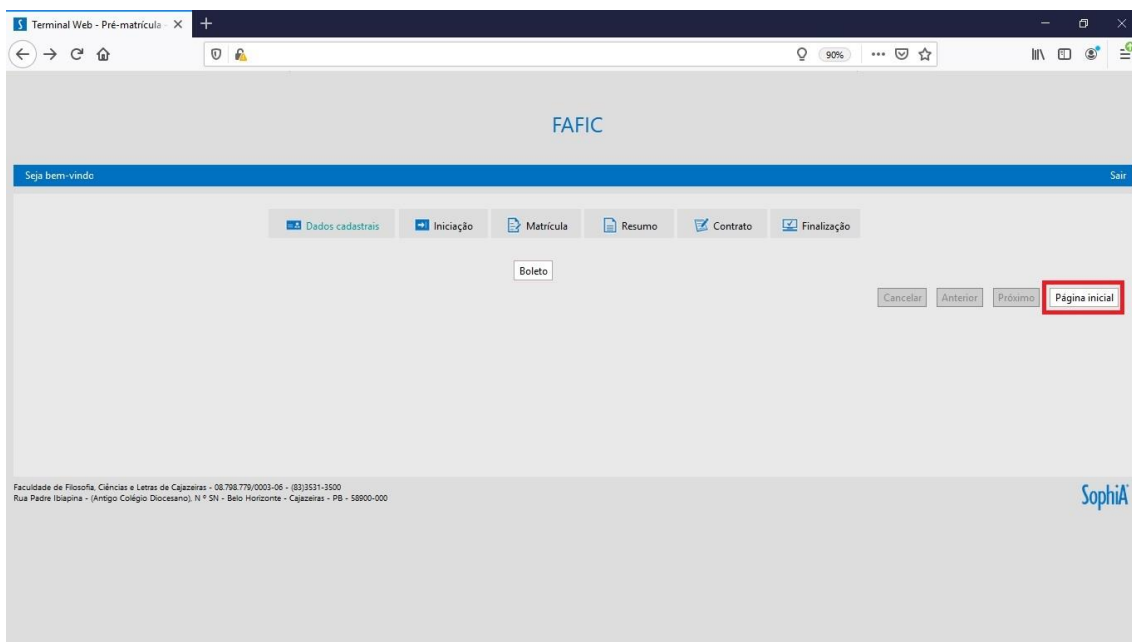 Terminal Web - Pré-matrícula -
90%
FAFIC
Seja bem-vindo
Sair
Dados cadastrais
Iniciação
Matrícula
Resumo
Contrato
Finalização
Boleto
Cancelar
Anterior
Próximo
Página inicial
Faculdade de Filosofia, Ciências e Letras de Cajazeiras - 08.798.779/0003-06 - (83)3531-3500
Rua Padre Ibiapina - (Antigo Colégio Diocesano), N º SN - Belo Horizonte - Cajazeiras - PB - 58900-000
SophiA